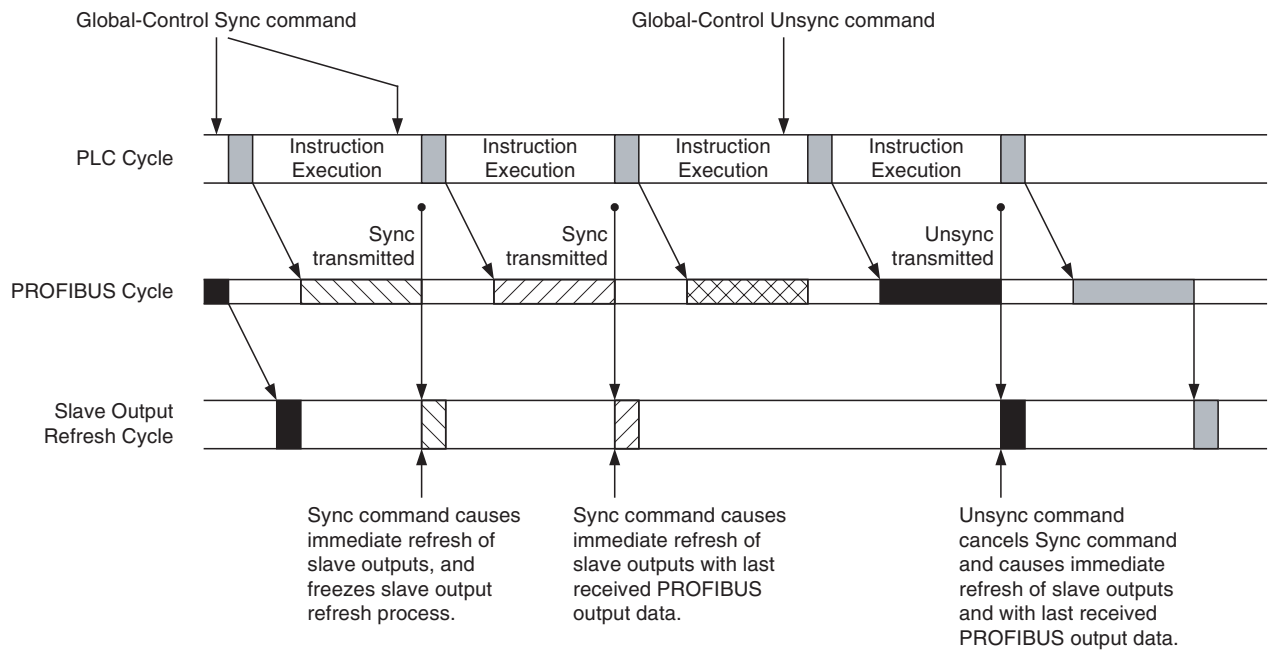 Global-Control Sync command
Global-Control Unsync command
PLC Cycle
Instruction
Execution
Instruction
Execution
Instruction
Execution
Instruction
Execution
Sync
transmitted
Sync
transmitted
Unsync
transmitted
PROFIBUS Cycle
Slave Output
Refresh Cycle
Sync command causes
immediate refresh of
slave outputs, and
freezes slave output
refresh process.
Sync command causes
immediate refresh of
slave outputs with last
received PROFIBUS
output data.
Unsync command
cancels Sync command
and causes immediate
refresh of slave outputs
and with last received
PROFIBUS output data.